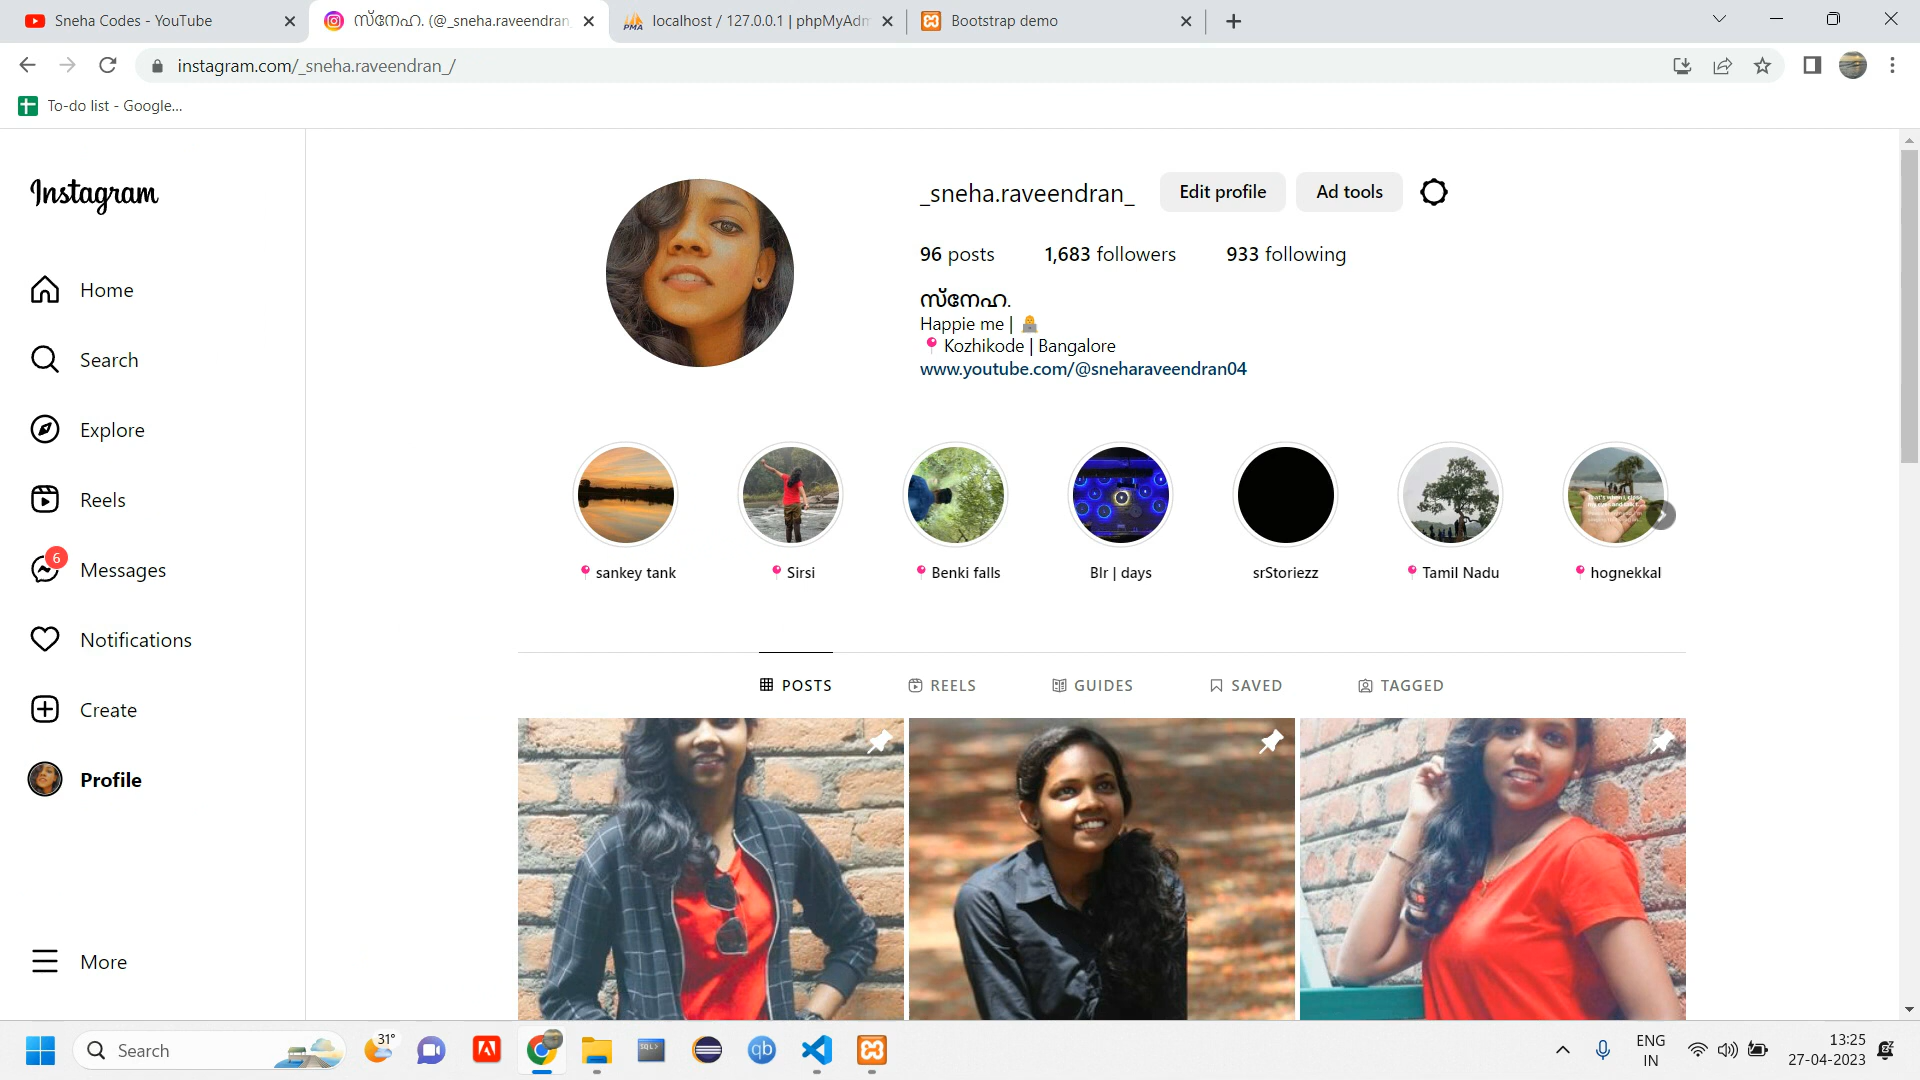 Sneha Codes - YouTube
സ്നേഹ. (@_sneha.raveendran_
localhost / 127.0.0.1 | phpMyAdm
Bootstrap demo
instagram.com/_sneha.raveendran_/
To-do list - Google...
Instagram
Home
Search
Explore
Reels
6
Messages
Notifications
Create
Profile
More
_sneha.raveendran_ Edit profile Ad tools
96 posts 1,683 followers 933 following
സ്നേഹ.
Happie me |
Kozhikode | Bangalore
www.youtube.com/@sneharaveendran04
sankey tank
Sirsi
Benki falls
Blr | days
srStoriezz
Tamil Nadu
hognekkal
POSTS REELS GUIDES SAVED TAGGED
Search
31°
SQL>
qb
ENG
IN
13:25
27-04-2023